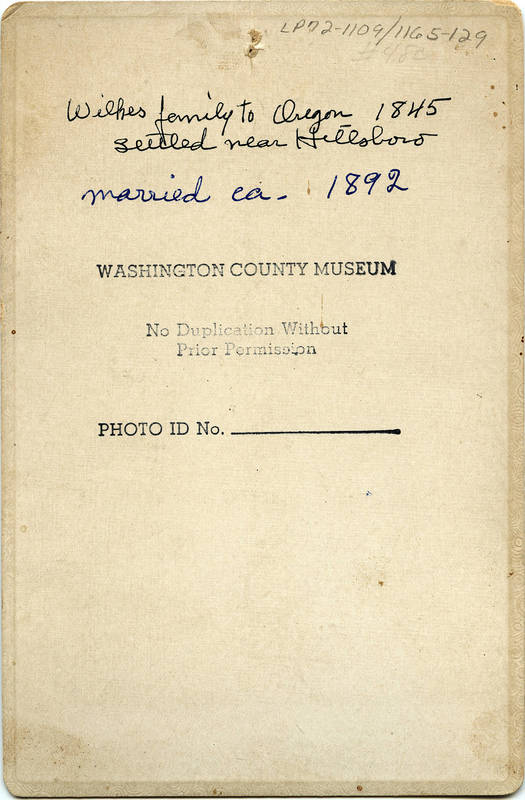 LP72-1109/1165-129
Wilkes family to Oregon 1845
settled near Hillsboro
married ca. 1892
WASHINGTON COUNTY MUSEUM
No Duplication Without
Prior Permission
PHOTO ID No.